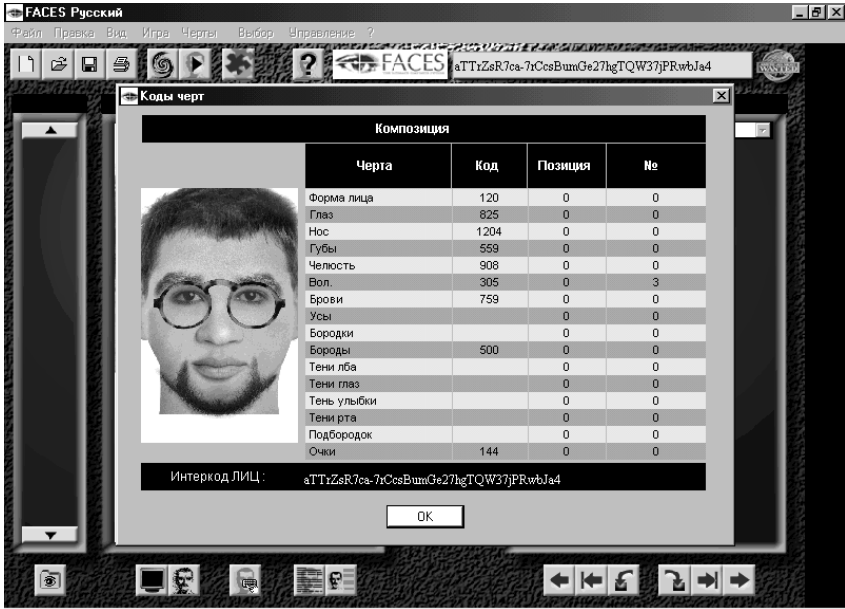 FACES Русский
Файл Правка Вид Игра Черты Выбор Управление ?
FACES aTTrZsR7ca-7rCcsBumGe27hgTQW37jPRwbJa4
Коды черт
Композиция
Черта Код Позиция №
Форма лица 120 0 0
Глаз 825 0 0
Нос 1204 0 0
Губы 559 0 0
Челюсть 908 0 0
Вол. 305 0 3
Брови 759 0 0
Усы 0 0
Бородки 0 0
Бороды 500 0 0
Тени лба 0 0
Тени глаз 0 0
Тень улыбки 0 0
Тени рта 0 0
Подбородок 0 0
Очки 144 0 0
Интеркод ЛИЦ : aTTrZsR7ca-7rCcsBumGe27hgTQW37jPRwbJa4
OK